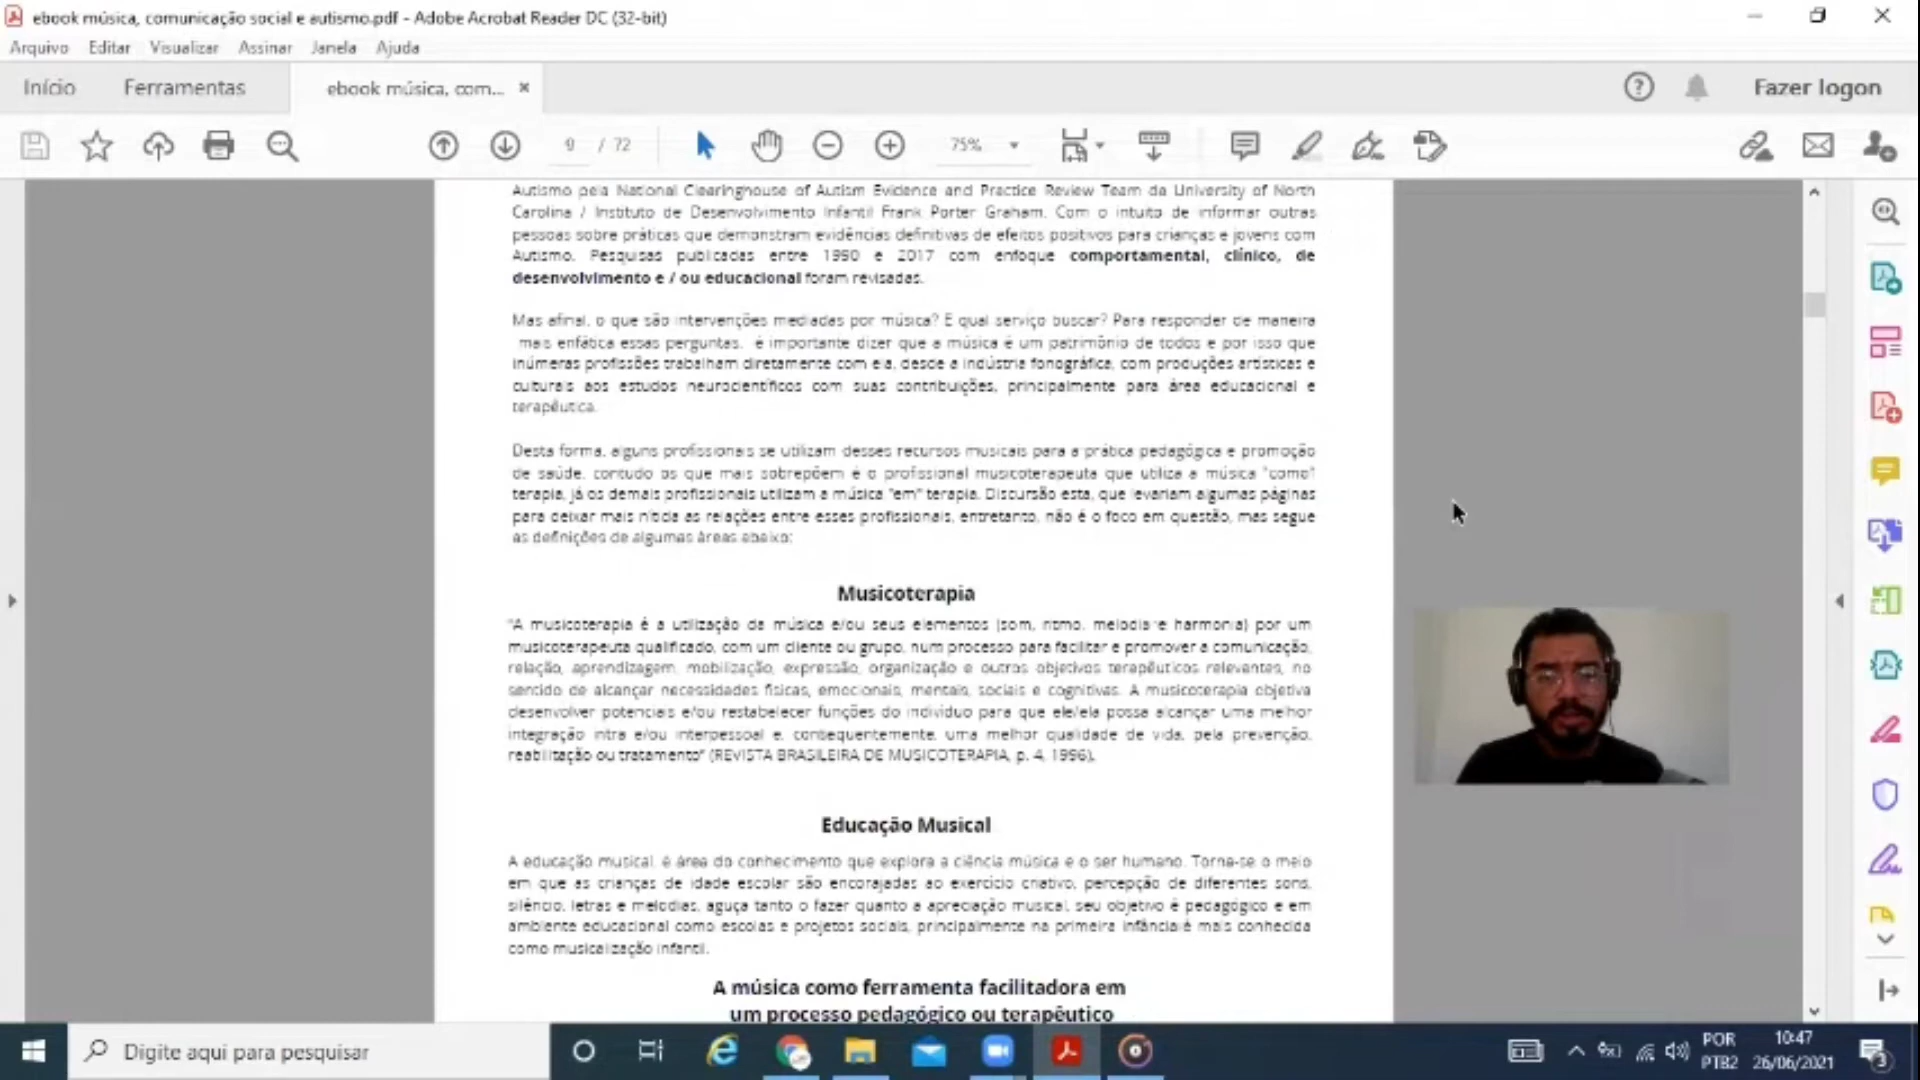 ebook música, comunicação social e autismo.pdf - Adobe Acrobat Reader DC (32-bit)
Arquivo Editar Visualizar Assinar Janela Ajuda
Início Ferramentas ebook música, com... Fazer logon
9 / 72 75%
Autismo pela National Clearinghouse of Autism Evidence and Practice Review Team da University of North
Carolina / Instituto de Desenvolvimento Infantil Frank Porter Graham. Com o intuito de informar outras
pessoas sobre práticas que demonstram evidências definitivas de efeitos positivos para crianças e jovens com
Autismo. Pesquisas publicadas entre 1990 e 2017 com enfoque comportamental, clínico, de
desenvolvimento e / ou educacional foram revisadas.
Mas afinal, o que são intervenções mediadas por música? E qual serviço buscar? Para responder de maneira
mais enfática essas perguntas, é importante dizer que a música é um patrimônio de todos e por isso que
inúmeras profissões trabalham diretamente com ela, desde a indústria fonográfica, com produções artísticas e
culturais aos estudos neurocientíficos com suas contribuições, principalmente para área educacional e
terapêutica.
Desta forma, alguns profissionais se utilizam desses recursos musicais para a prática pedagógica e promoção
de saúde, contudo os que mais sobrepõem é o profissional musicoterapeuta que utiliza a música "como"
terapia, já os demais profissionais utilizam a música "em" terapia. Discursão esta, que levariam algumas páginas
para deixar mais nítida as relações entre esses profissionais, entretanto, não é o foco em questão, mas segue
as definições de algumas áreas abaixo:
Musicoterapia
"A musicoterapia é a utilização da música e/ou seus elementos (som, ritmo, melodia e harmonia) por um
musicoterapeuta qualificado, com um cliente ou grupo, num processo para facilitar e promover a comunicação,
relação, aprendizagem, mobilização, expressão, organização e outros objetivos terapêuticos relevantes, no
sentido de alcançar necessidades físicas, emocionais, mentais, sociais e cognitivas. A musicoterapia objetiva
desenvolver potenciais e/ou restabelecer funções do indivíduo para que ele/ela possa alcançar uma melhor
integração intra e/ou interpessoal e, consequentemente, uma melhor qualidade de vida, pela prevenção,
reabilitação ou tratamento" (REVISTA BRASILEIRA DE MUSICOTERAPIA, p. 4, 1996).
Educação Musical
A educação musical, é área do conhecimento que explora a ciência música e o ser humano. Torna-se o meio
em que as crianças de idade escolar são encorajadas ao exercício criativo, percepção de diferentes sons,
silêncio, letras e melodias, aguça tanto o fazer quanto a apreciação musical, seu objetivo é pedagógico e em
ambiente educacional como escolas e projetos sociais, principalmente na primeira infância é mais conhecida
como musicalização infantil.
A música como ferramenta facilitadora em
um processo pedagógico ou terapêutico
Digite aqui para pesquisar
POR
PTB2
10:47
26/06/2021
3